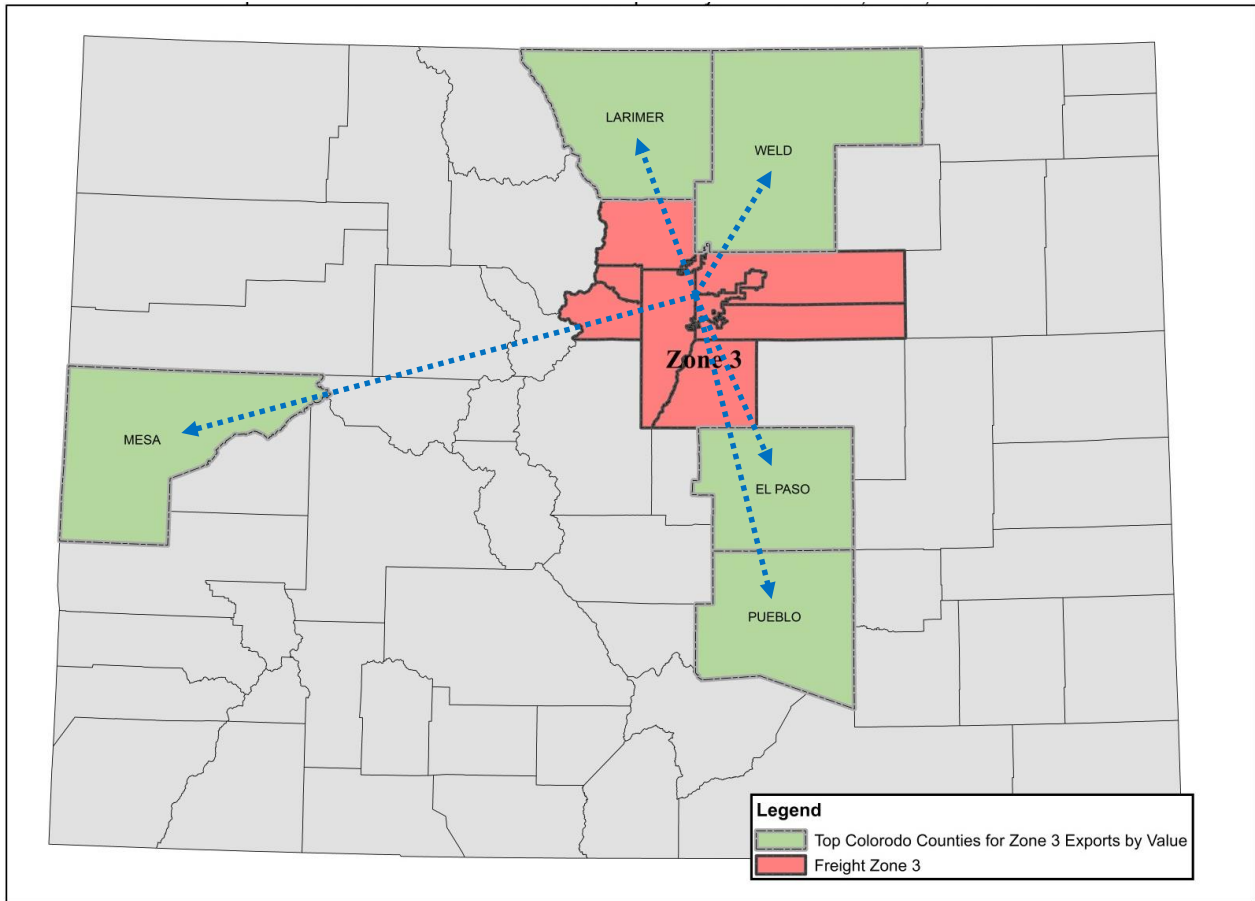 LARIMER
WELD
Zone 3
MESA
EL PASO
PUEBLO
Legend
Top Colorodo Counties for Zone 3 Exports by Value
Freight Zone 3